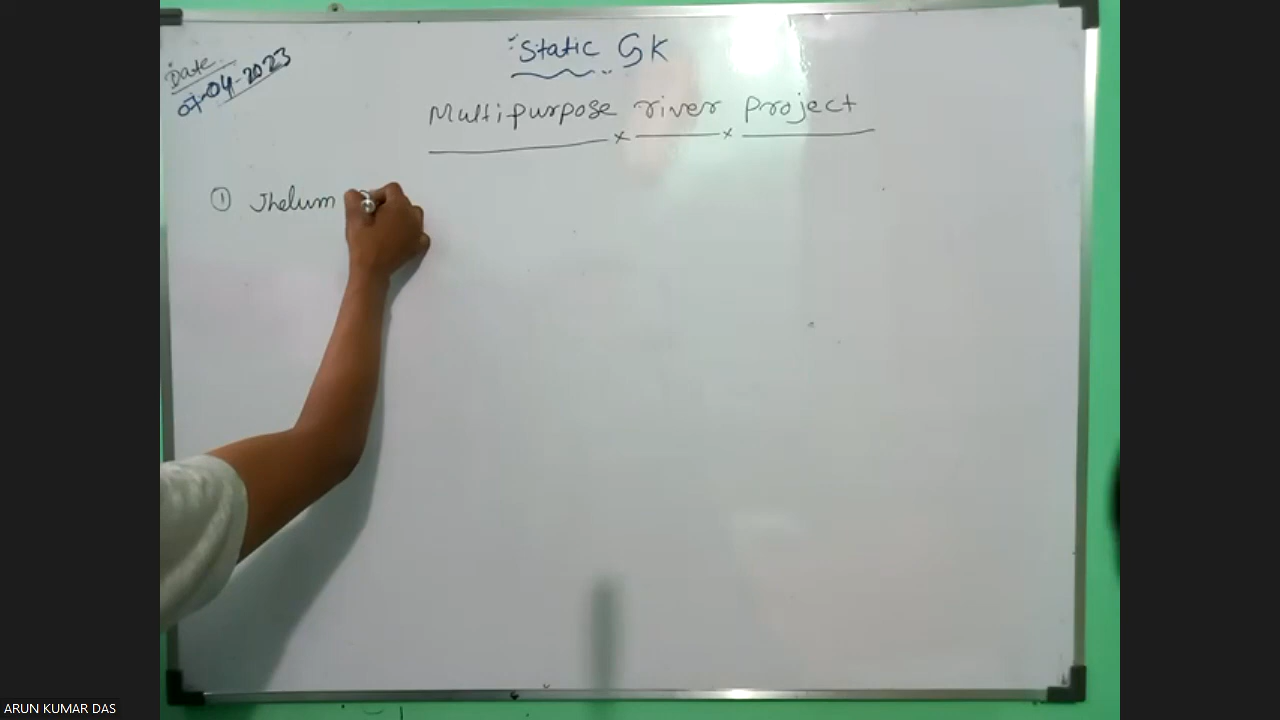 Static GK
Date
07-04-2023
Multipurpose river project
① Jhelum
ARUN KUMAR DAS